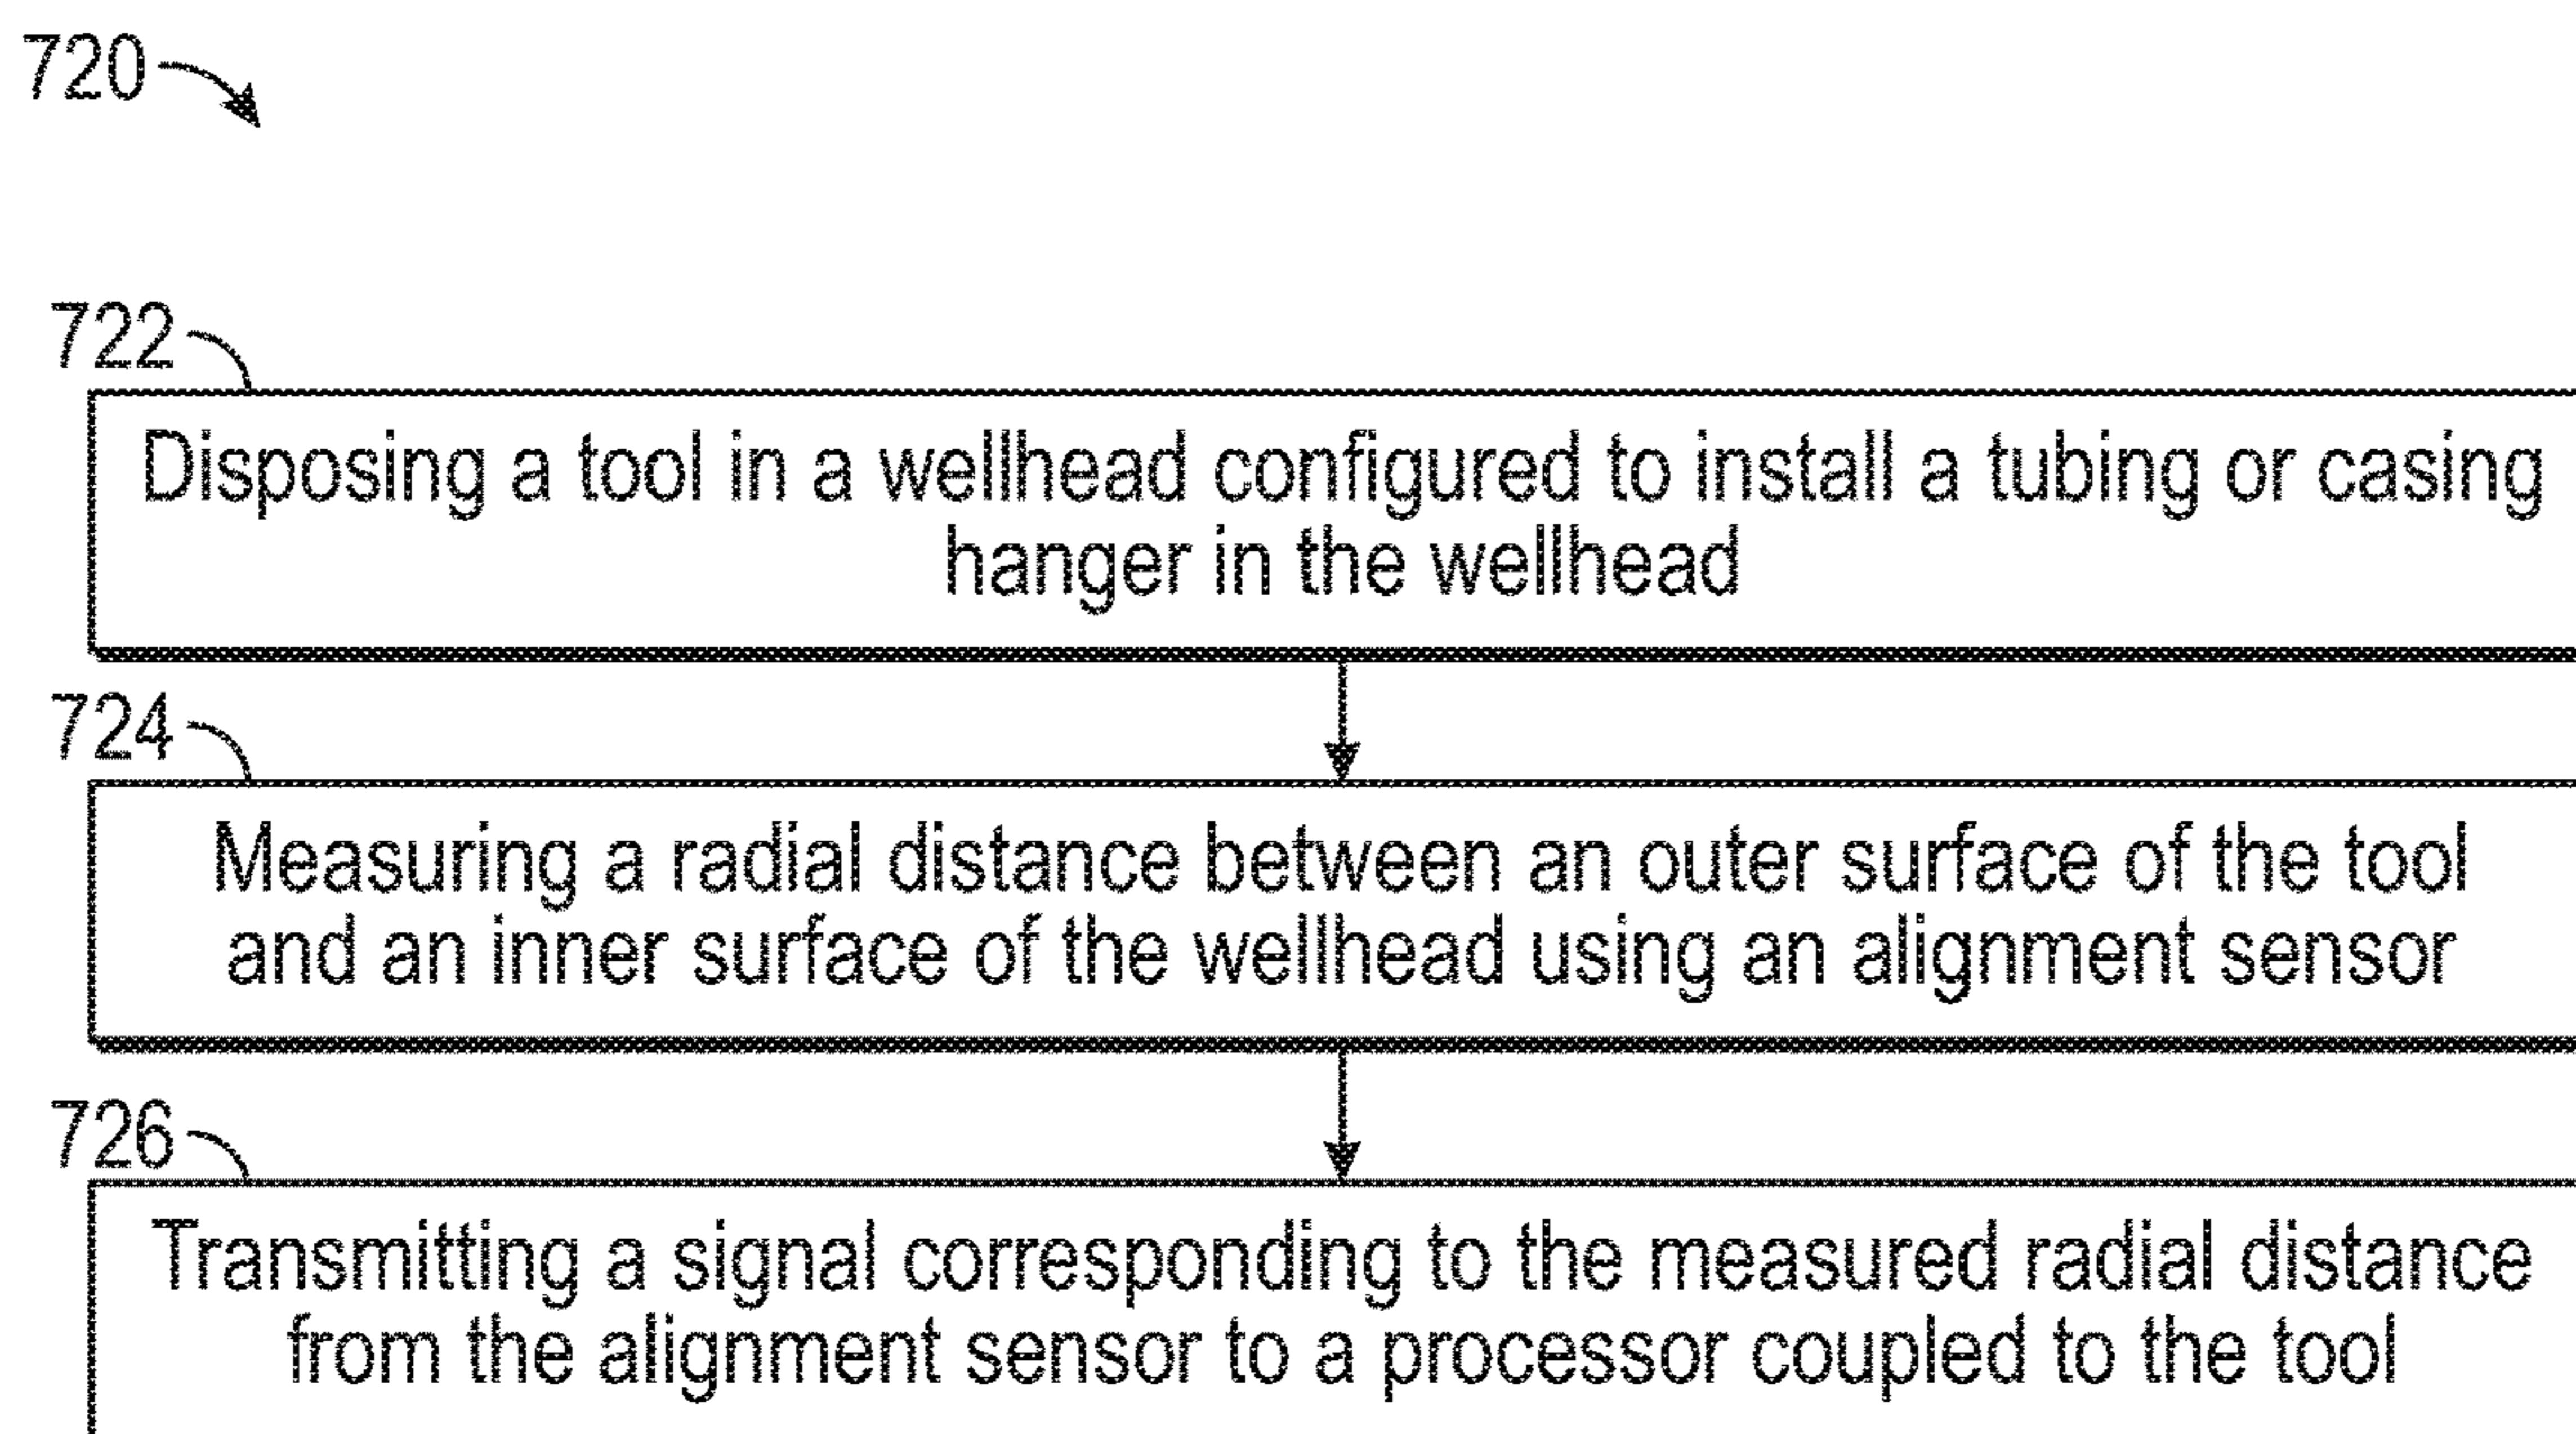 720
722
Disposing a tool in a wellhead configured to install a tubing or casing
hanger in the wellhead
724
Measuring a radial distance between an outer surface of the tool
and an inner surface of the wellhead using an alignment sensor
726
Transmitting a signal corresponding to the measured radial distance
from the alignment sensor to a processor coupled to the tool